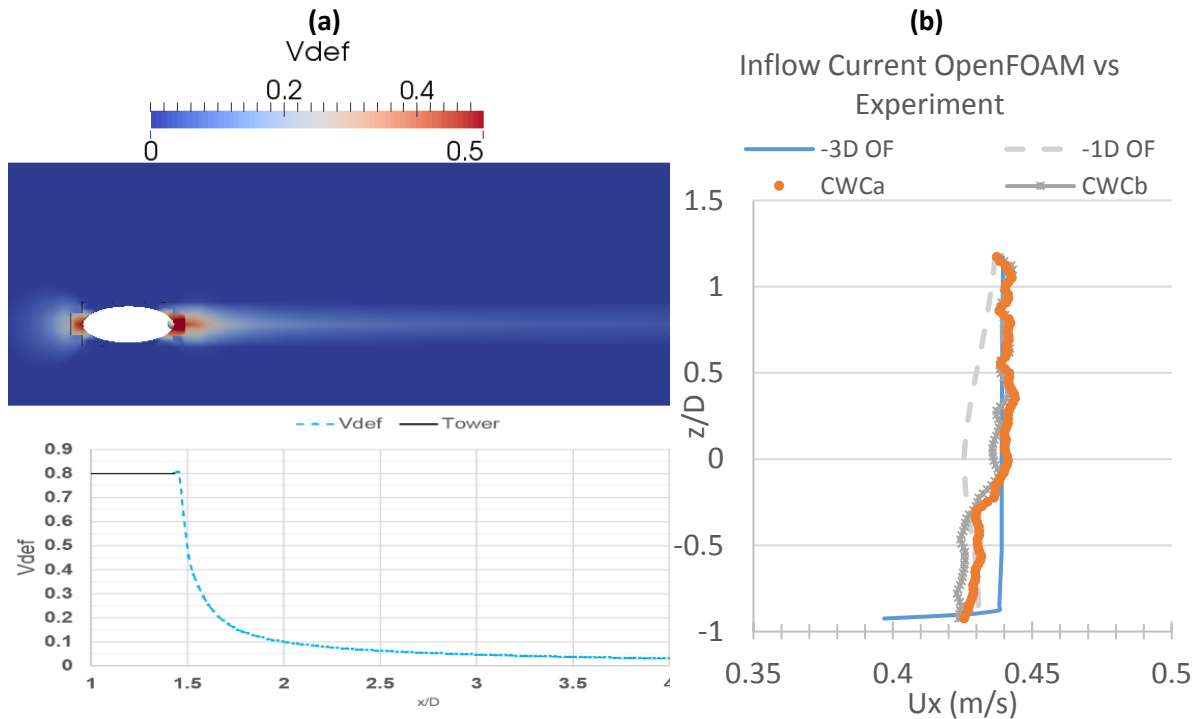 (a)
Vdef
0.2 0.4
0 0.5
Vdef Tower
0.9
0.8
0.7
0.6
0.5
0.4
0.3
0.2
0.1
0
Vdef
1 1.5 2 2.5 3 3.5 4
x/D
(b)
Inflow Current OpenFOAM vs
Experiment
-3D OF -1D OF
CWCa CWCb
1.5
1
0.5
0
-0.5
-1
z/D
0.35 0.4 0.45 0.5
Ux (m/s)